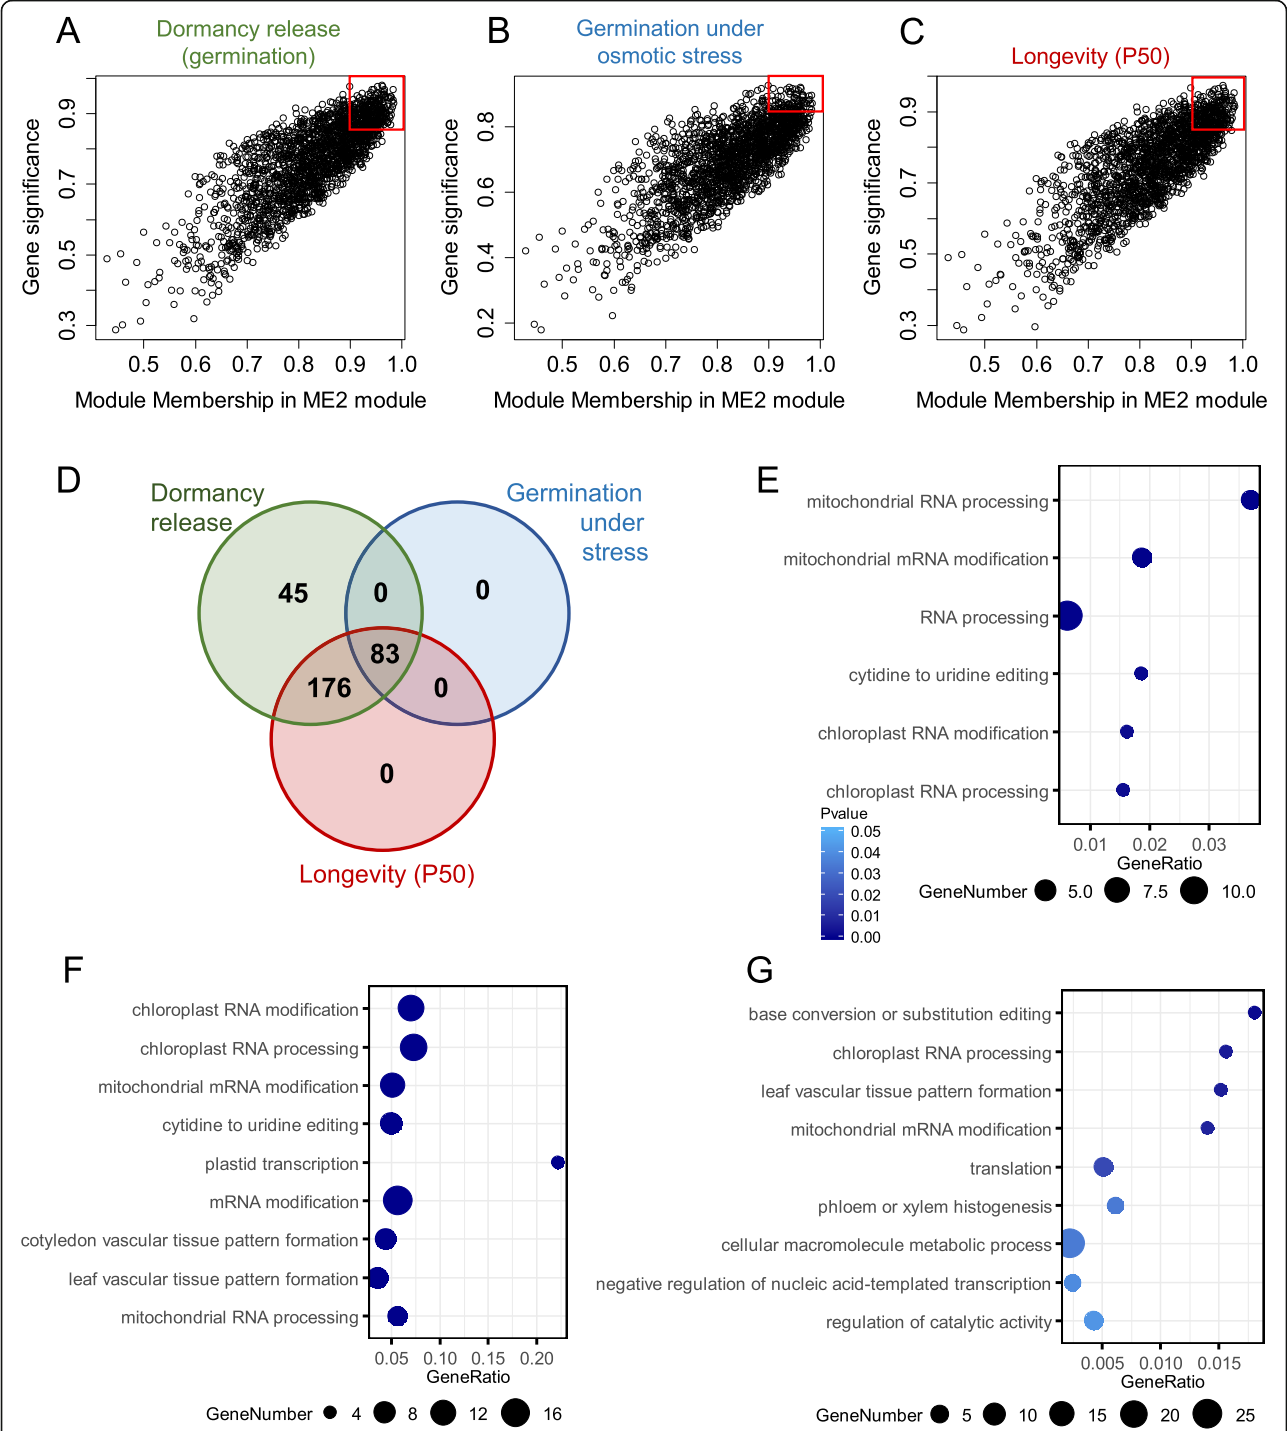 A
Dormancy release
(germination)
Gene significance
0.3 0.5 0.7 0.9
0.5 0.6 0.7 0.8 0.9 1.0
Module Membership in ME2 module
B
Germination under
osmotic stress
Gene significance
0.2 0.4 0.6 0.8
0.5 0.6 0.7 0.8 0.9 1.0
Module Membership in ME2 module
C
Longevity (P50)
Gene significance
0.3 0.5 0.7 0.9
0.5 0.6 0.7 0.8 0.9 1.0
Module Membership in ME2 module
D
Dormancy
release
Germination
under
stress
45
0
0
83
176
0
0
Longevity (P50)
E
mitochondrial RNA processing
mitochondrial mRNA modification
RNA processing
cytidine to uridine editing
chloroplast RNA modification
chloroplast RNA processing
0.01 0.02 0.03
GeneRatio
Pvalue
0.05
0.04
0.03
0.02
0.01
0.00
GeneNumber 5.0 7.5 10.0
F
chloroplast RNA modification
chloroplast RNA processing
mitochondrial mRNA modification
cytidine to uridine editing
plastid transcription
mRNA modification
cotyledon vascular tissue pattern formation
leaf vascular tissue pattern formation
mitochondrial RNA processing
0.05 0.10 0.15 0.20
GeneRatio
GeneNumber 4 8 12 16
G
base conversion or substitution editing
chloroplast RNA processing
leaf vascular tissue pattern formation
mitochondrial mRNA modification
translation
phloem or xylem histogenesis
cellular macromolecule metabolic process
negative regulation of nucleic acid-templated transcription
regulation of catalytic activity
0.005 0.010 0.015
GeneRatio
GeneNumber 5 10 15 20 25